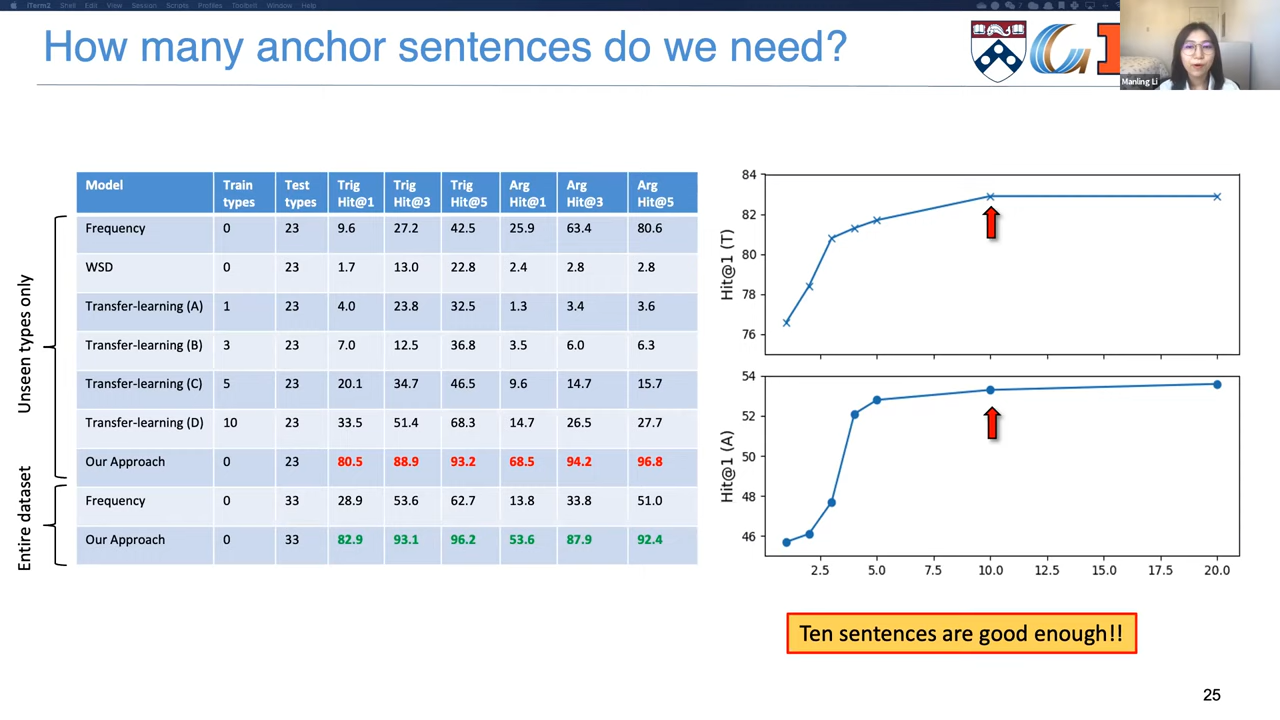 iTerm2 Shell Edit View Session Scripts Profiles Toolbelt Window Help
How many anchor sentences do we need?
Manling Li
Model Train types Test types Trig Hit@1 Trig Hit@3 Trig Hit@5 Arg Hit@1 Arg Hit@3 Arg Hit@5
Unseen types only
Frequency 0 23 9.6 27.2 42.5 25.9 63.4 80.6
WSD 0 23 1.7 13.0 22.8 2.4 2.8 2.8
Transfer-learning (A) 1 23 4.0 23.8 32.5 1.3 3.4 3.6
Transfer-learning (B) 3 23 7.0 12.5 36.8 3.5 6.0 6.3
Transfer-learning (C) 5 23 20.1 34.7 46.5 9.6 14.7 15.7
Transfer-learning (D) 10 23 33.5 51.4 68.3 14.7 26.5 27.7
Our Approach 0 23 80.5 88.9 93.2 68.5 94.2 96.8
Entire dataset
Frequency 0 33 28.9 53.6 62.7 13.8 33.8 51.0
Our Approach 0 33 82.9 93.1 96.2 53.6 87.9 92.4
Hit@1 (T)
84
82
80
78
76
Hit@1 (A)
54
52
50
48
46
2.5 5.0 7.5 10.0 12.5 15.0 17.5 20.0
Ten sentences are good enough!!
25